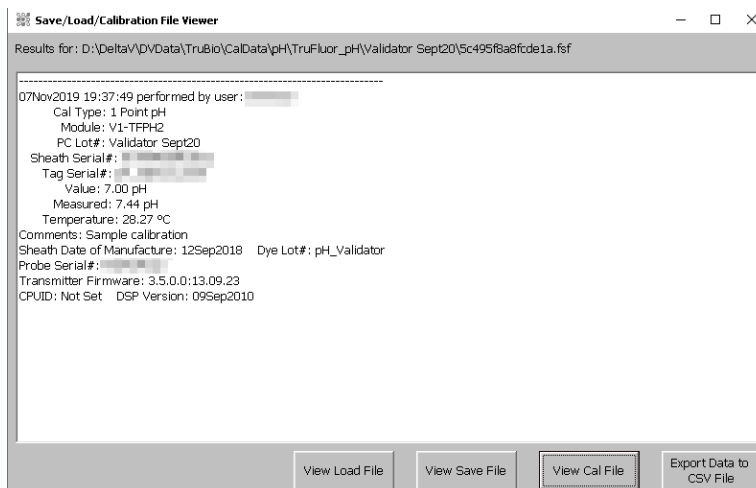 Save/Load/Calibration File Viewer
Results for: D:\DeltaV\DVData\TruBio\CalData\pH\TruFluor_pH\Validator Sept20\5c495f8a8fcde1a.fsf
--------------------------------------------------------------------------------
07Nov2019 19:37:49 performed by user:
Cal Type: 1 Point pH
Module: V1-TFPH2
PC Lot#: Validator Sept20
Sheath Serial#:
Tag Serial#:
Value: 7.00 pH
Measured: 7.44 pH
Temperature: 28.27 ºC
Comments: Sample calibration
Sheath Date of Manufacture: 12Sep2018 Dye Lot#: pH_Validator
Probe Serial#:
Transmitter Firmware: 3.5.0.0:13.09.23
CPUID: Not Set DSP Version: 09Sep2010
View Load File
View Save File
View Cal File
Export Data to
CSV File